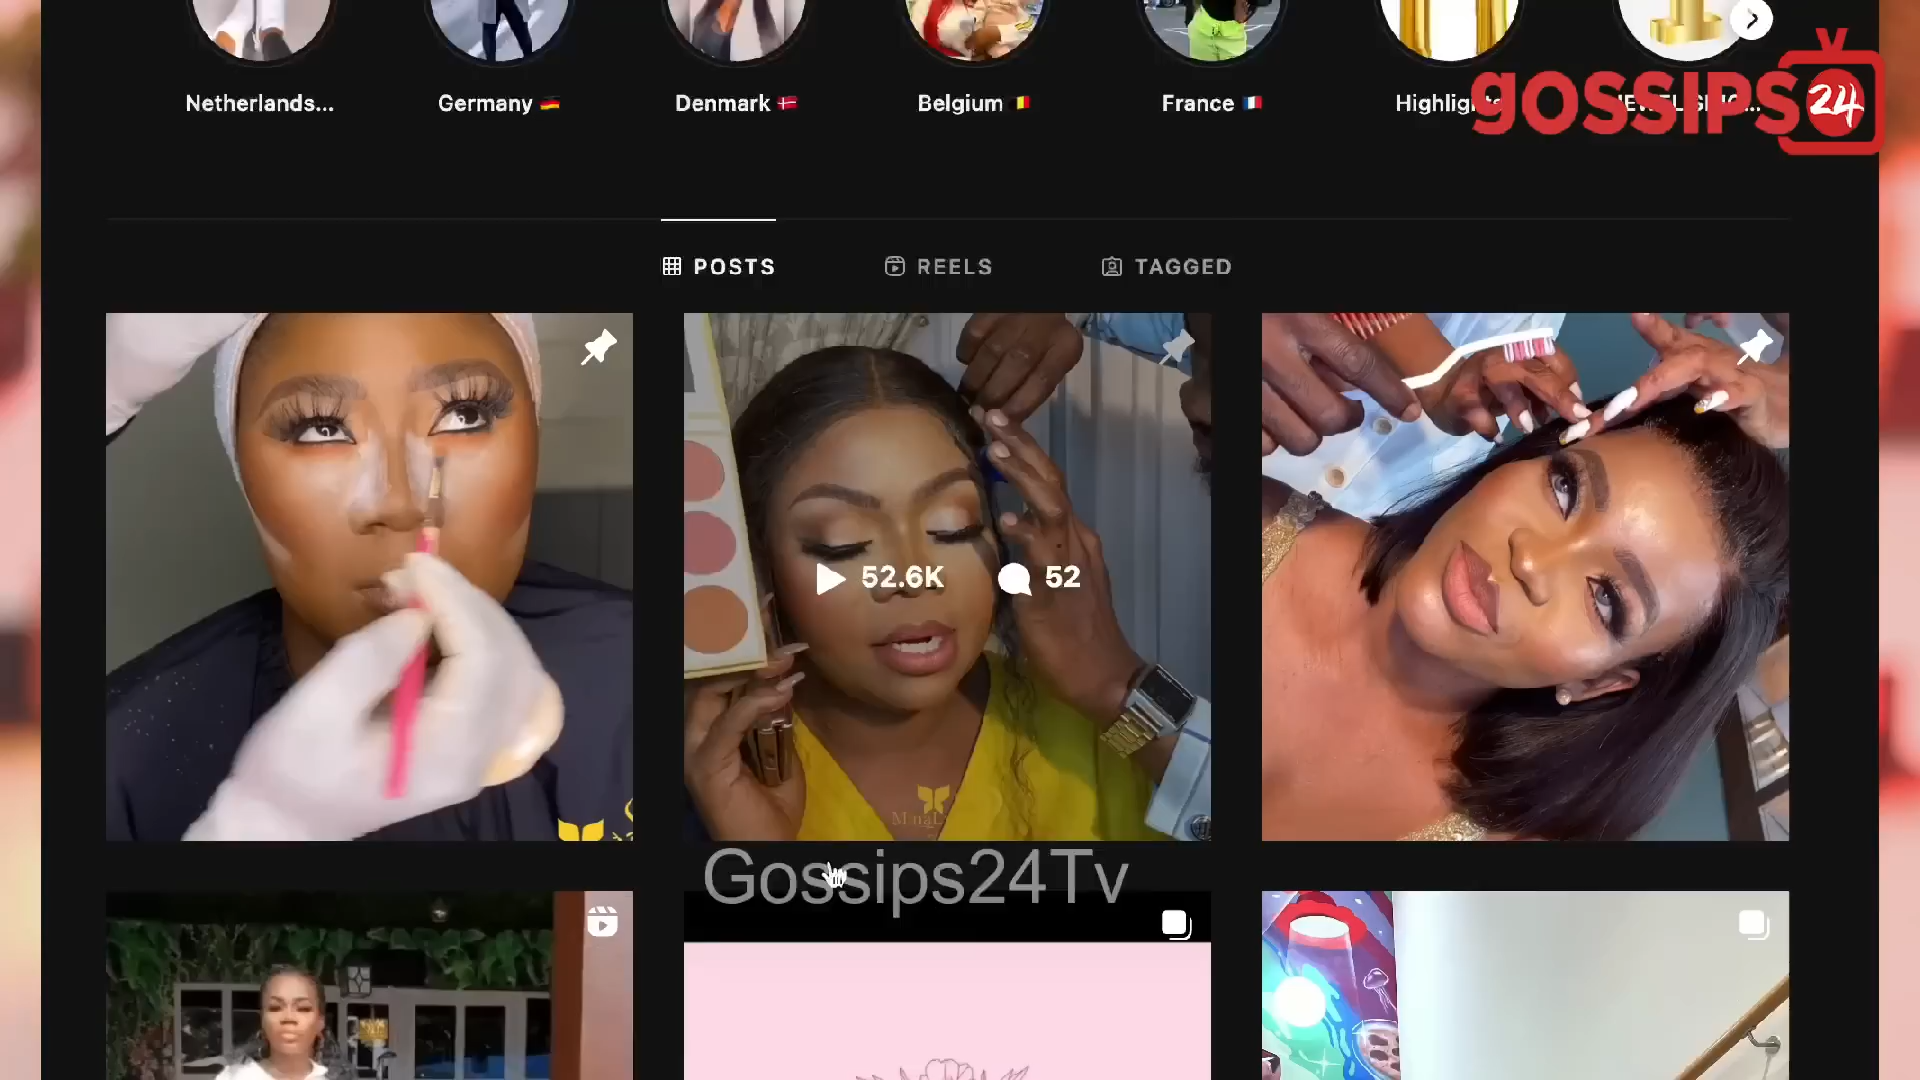 Netherlands...
Germany 🇩🇪
Denmark 🇩🇰
Belgium 🇧🇪
France 🇫🇷
gOSSIPS 24
POSTS
REELS
TAGGED
52.6K
52
Gossips24Tv